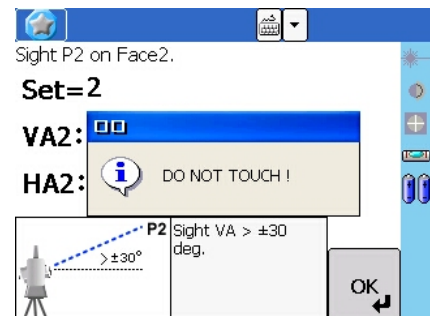 Sight P2 on Face2.
Set=2
VA2:
DO NOT TOUCH !
HA2:
P2
>±30°
Sight VA > ±30
deg.
OK